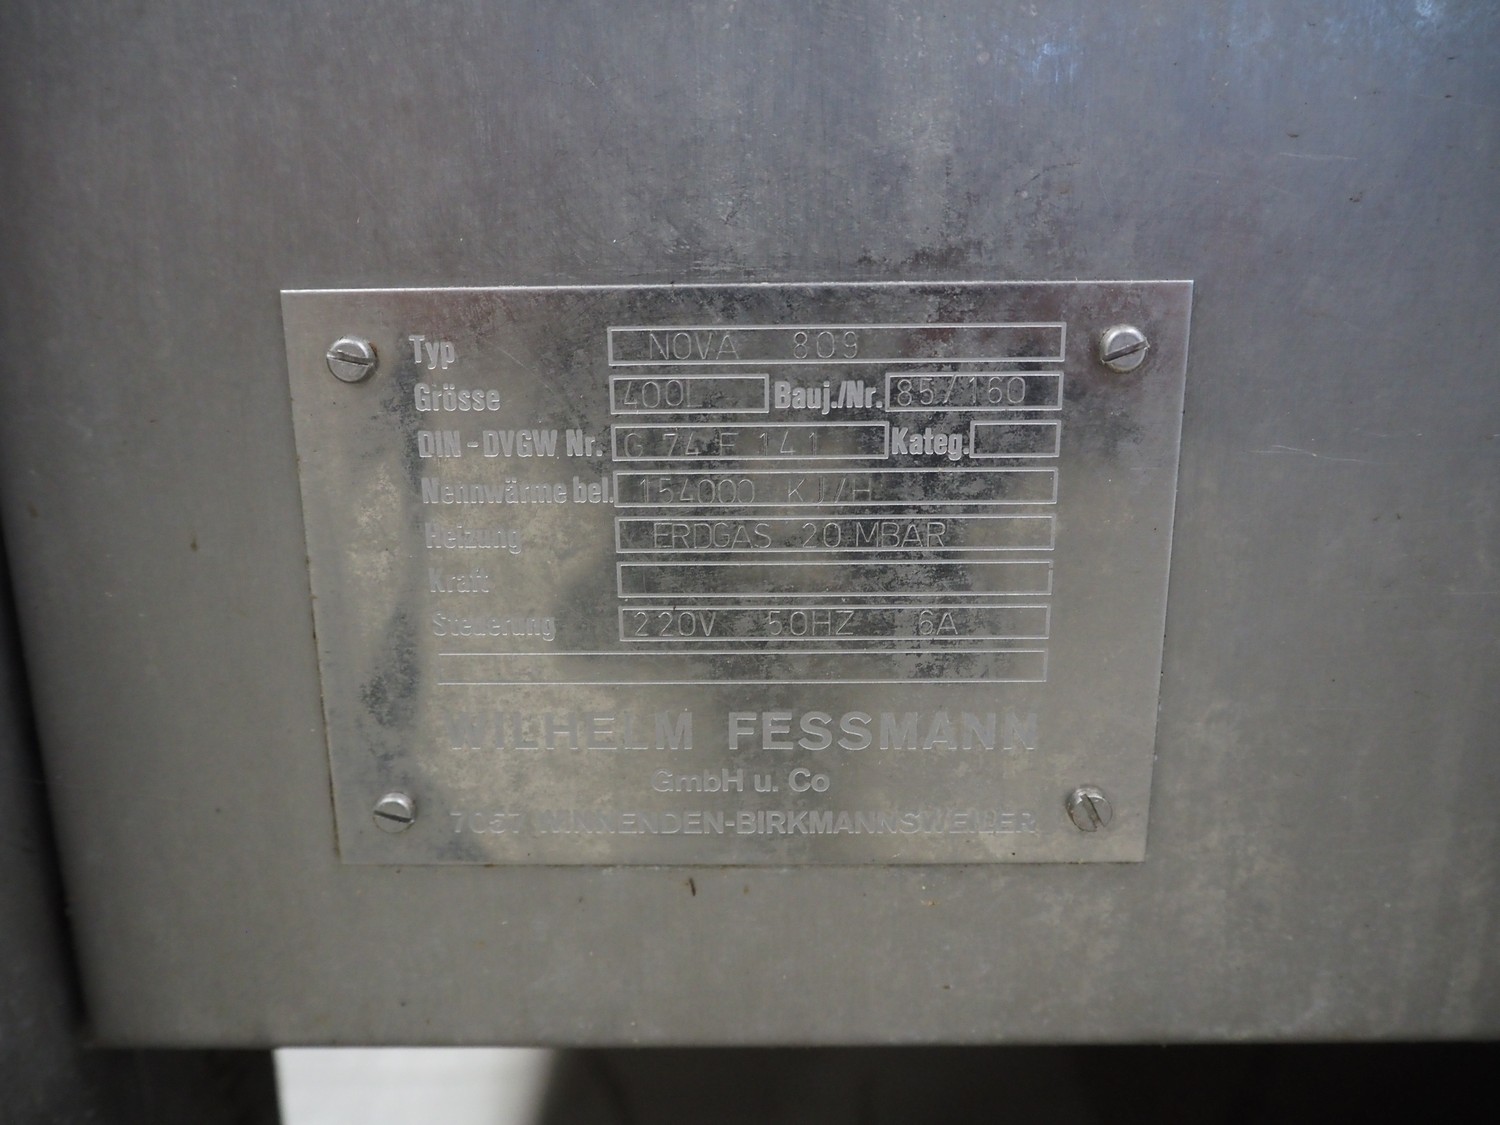 Typ NOVA 809
Grösse 400L Bauj./Nr. 85/160
DIN-DVGW Nr. G 74 F 141 Kateg.
Nennwärme bel. 154000 KJ/H
Heizung ERDGAS 20 MBAR
Kraft
Steuerung 220V 50HZ 6A
WILHELM FESSMANN
GmbH u. Co
7057 WINNENDEN-BIRKMANNSWEILER